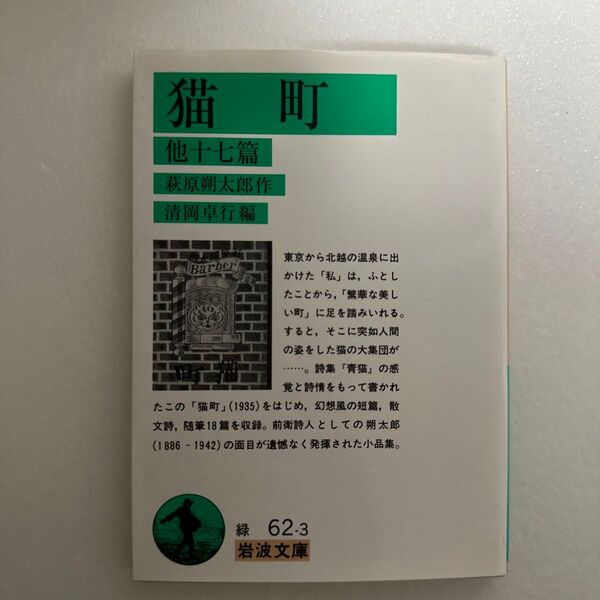 猫 町
他十七篇
萩原朔太郎作
清岡卓行編
Barber
町 猫
東京から北越の温泉に出
かけた「私」は,ふとし
たことから,「繁華な美し
い町」に足を踏みいれる。
すると,そこに突如人間
の姿をした猫の大集団が
……。詩集『青猫』の感
覚と詩情をもって書かれ
たこの「猫町」(1935)をはじめ,幻想風の短篇,散
文詩,随筆18篇を収録。前衛詩人としての朔太郎
(1886-1942)の面目が遺憾なく発揮された小品集。
緑 62-3
岩波文庫